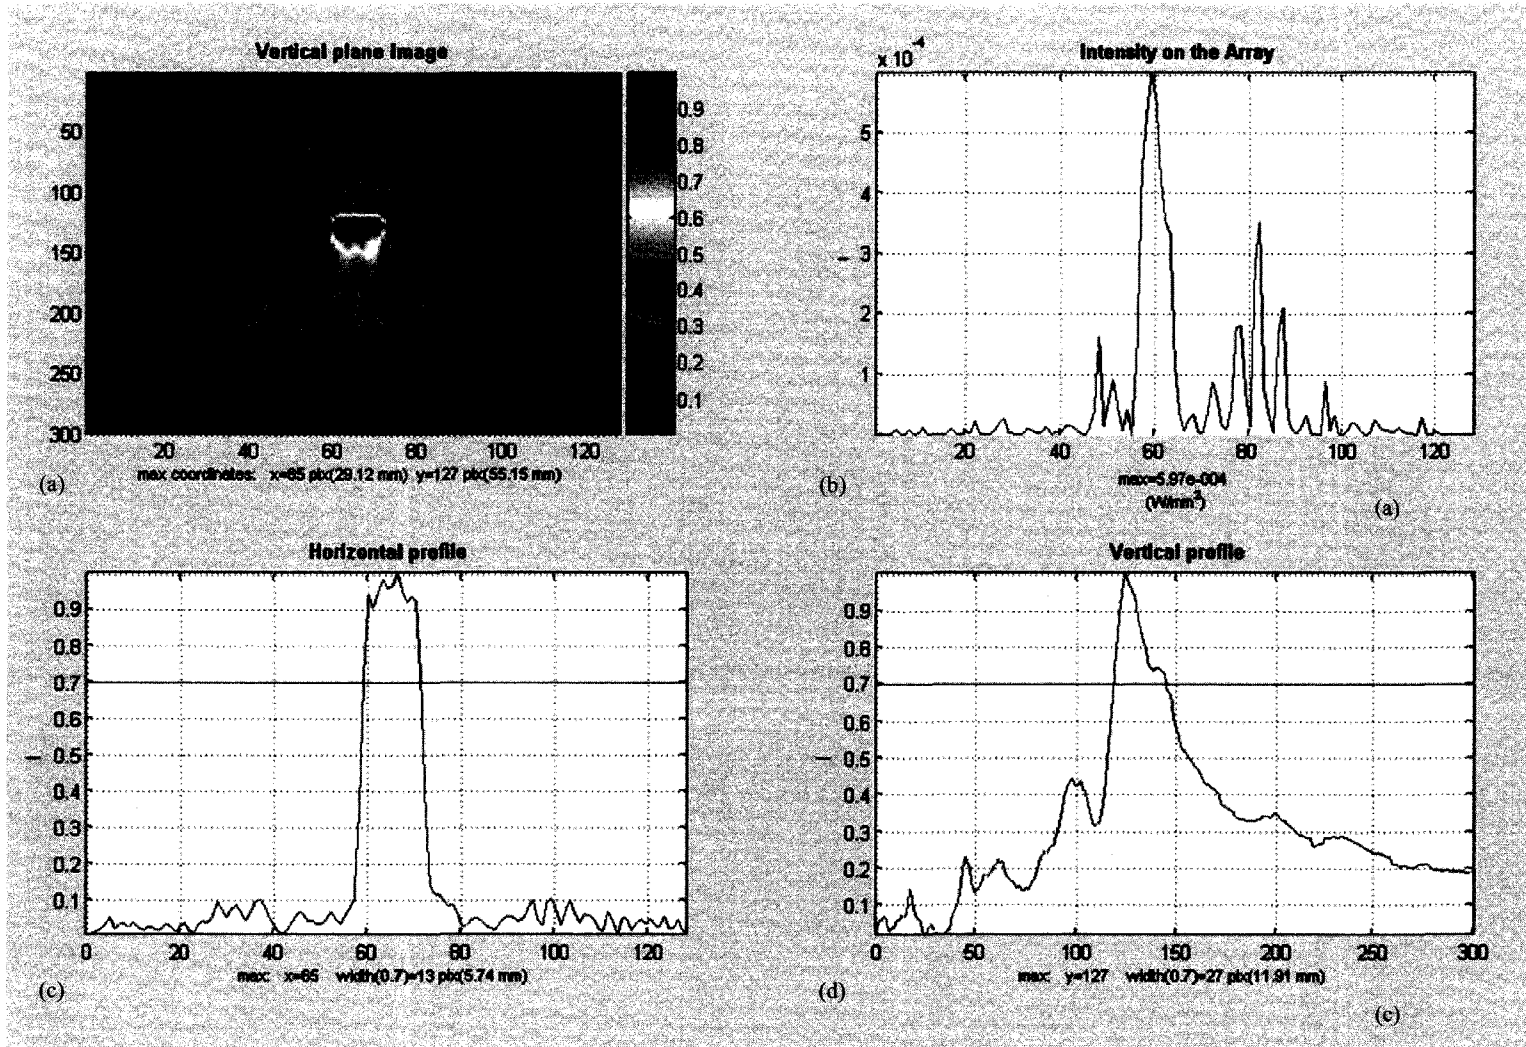 Vertical plane Image
50
100
150
200
250
300
20 40 60 80 100 120
0.9
0.8
0.7
0.6
0.5
0.4
0.3
0.2
0.1
max coordinates: x=65 pix(29.12 mm) y=127 pix(55.15 mm)
(a)
Intensity on the Array
x 10⁻⁴
5
4
3
2
1
I
20 40 60 80 100 120
max=5.97e-004
(W/mm²)
(b)
(a)
Horizontal profile
0.9
0.8
0.7
0.6
0.5
0.4
0.3
0.2
0.1
I
0 20 40 60 80 100 120
max: x=65 width(0.7)=13 pix(5.74 mm)
(c)
Vertical profile
0.9
0.8
0.7
0.6
0.5
0.4
0.3
0.2
0.1
I
0 50 100 150 200 250 300
max: y=127 width(0.7)=27 pix(11.91 mm)
(d)
(c)